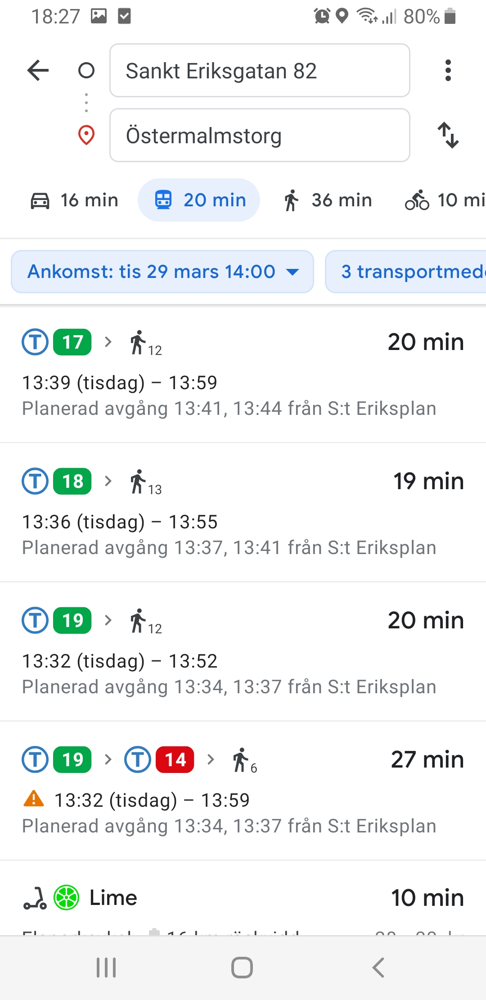 18:27 80%
Sankt Eriksgatan 82
Östermalmstorg
16 min 20 min 36 min 10 mi
Ankomst: tis 29 mars 14:00 3 transportmed
T 17 12 20 min
13:39 (tisdag) – 13:59
Planerad avgång 13:41, 13:44 från S:t Eriksplan
T 18 13 19 min
13:36 (tisdag) – 13:55
Planerad avgång 13:37, 13:41 från S:t Eriksplan
T 19 12 20 min
13:32 (tisdag) – 13:52
Planerad avgång 13:34, 13:37 från S:t Eriksplan
T 19 T 14 6 27 min
13:32 (tisdag) – 13:59
Planerad avgång 13:34, 13:37 från S:t Eriksplan
Lime 10 min